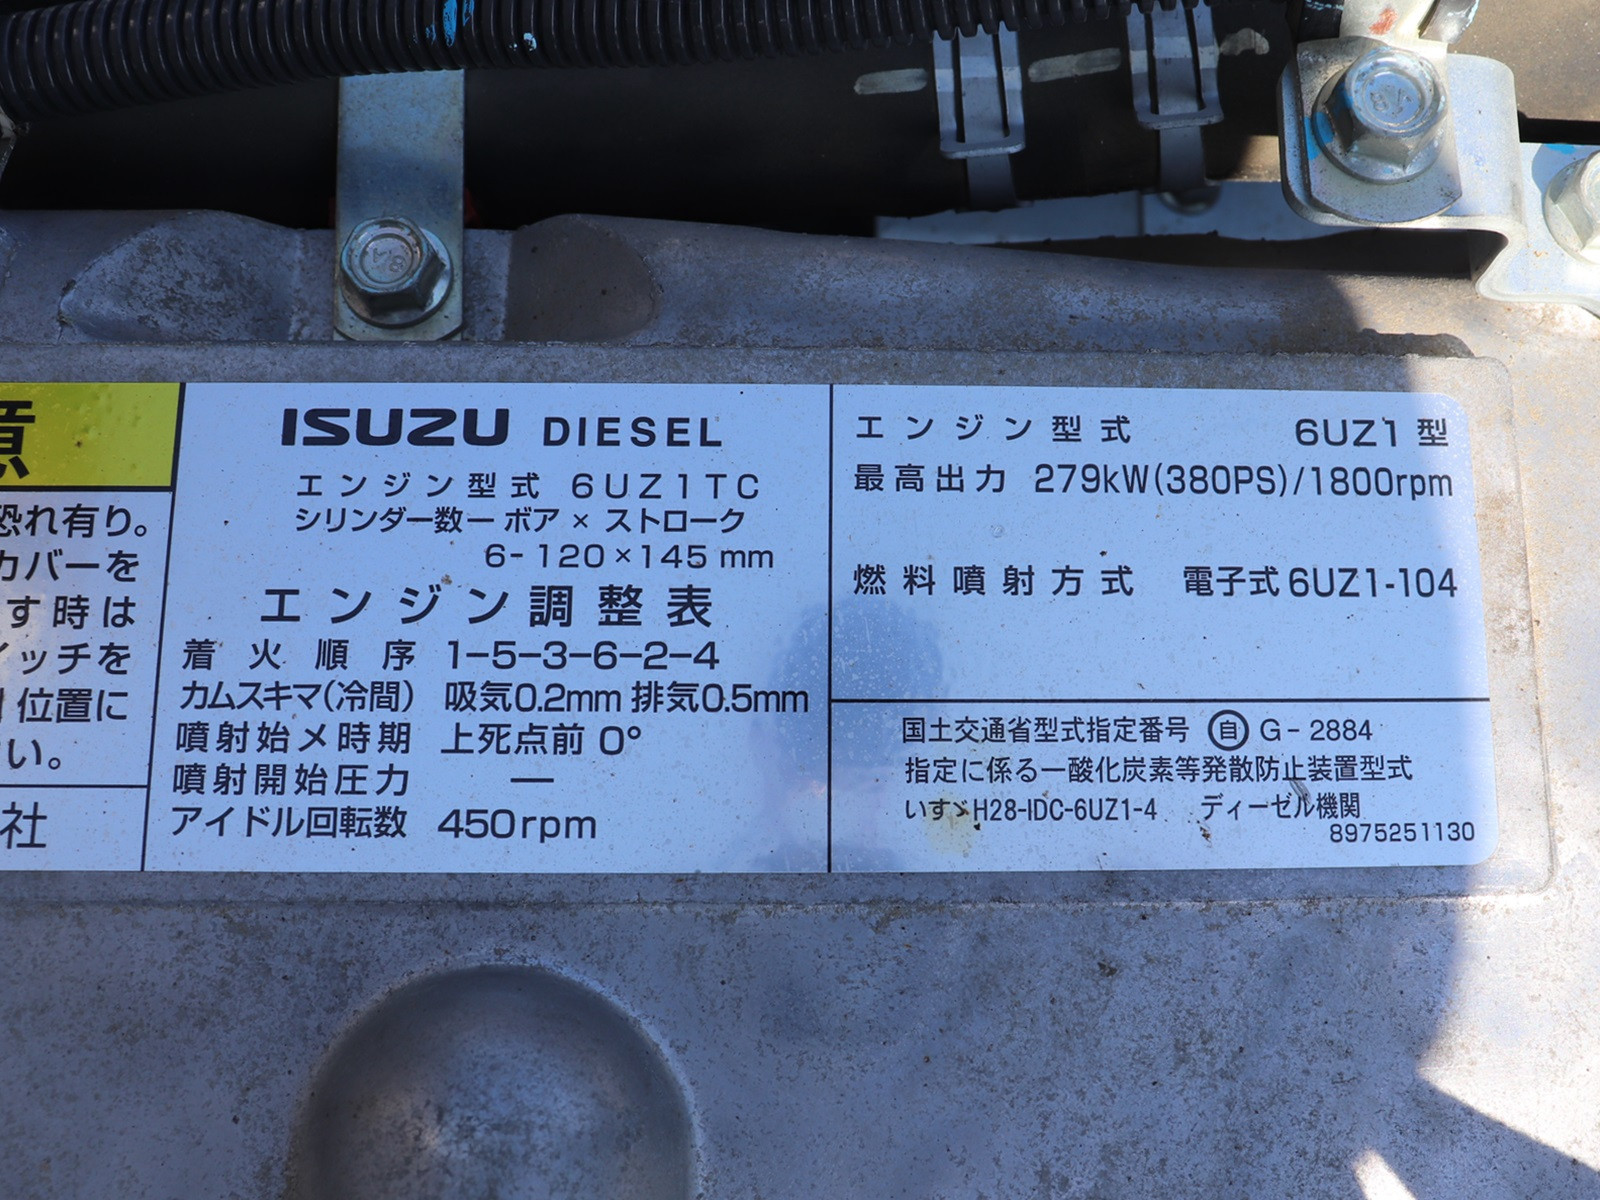 意
恐れ有り。
カバーを
す時は
イッチを
位置に
い。
社
ISUZU DIESEL
エンジン型式 6UZ1TC
シリンダー数ー ボア × ストローク
6-120×145mm
エンジン調整表
着火順序 1-5-3-6-2-4
カムスキマ(冷間) 吸気0.2mm 排気0.5mm
噴射始メ時期 上死点前 0°
噴射開始圧力 —
アイドル回転数 450rpm
エンジン型式 6UZ1型
最高出力 279kW(380PS)/1800rpm
燃料噴射方式 電子式6UZ1-104
国土交通省型式指定番号 自 G-2884
指定に係る一酸化炭素等発散防止装置型式
いすゞH28-IDC-6UZ1-4 ディーゼル機関
8975251130